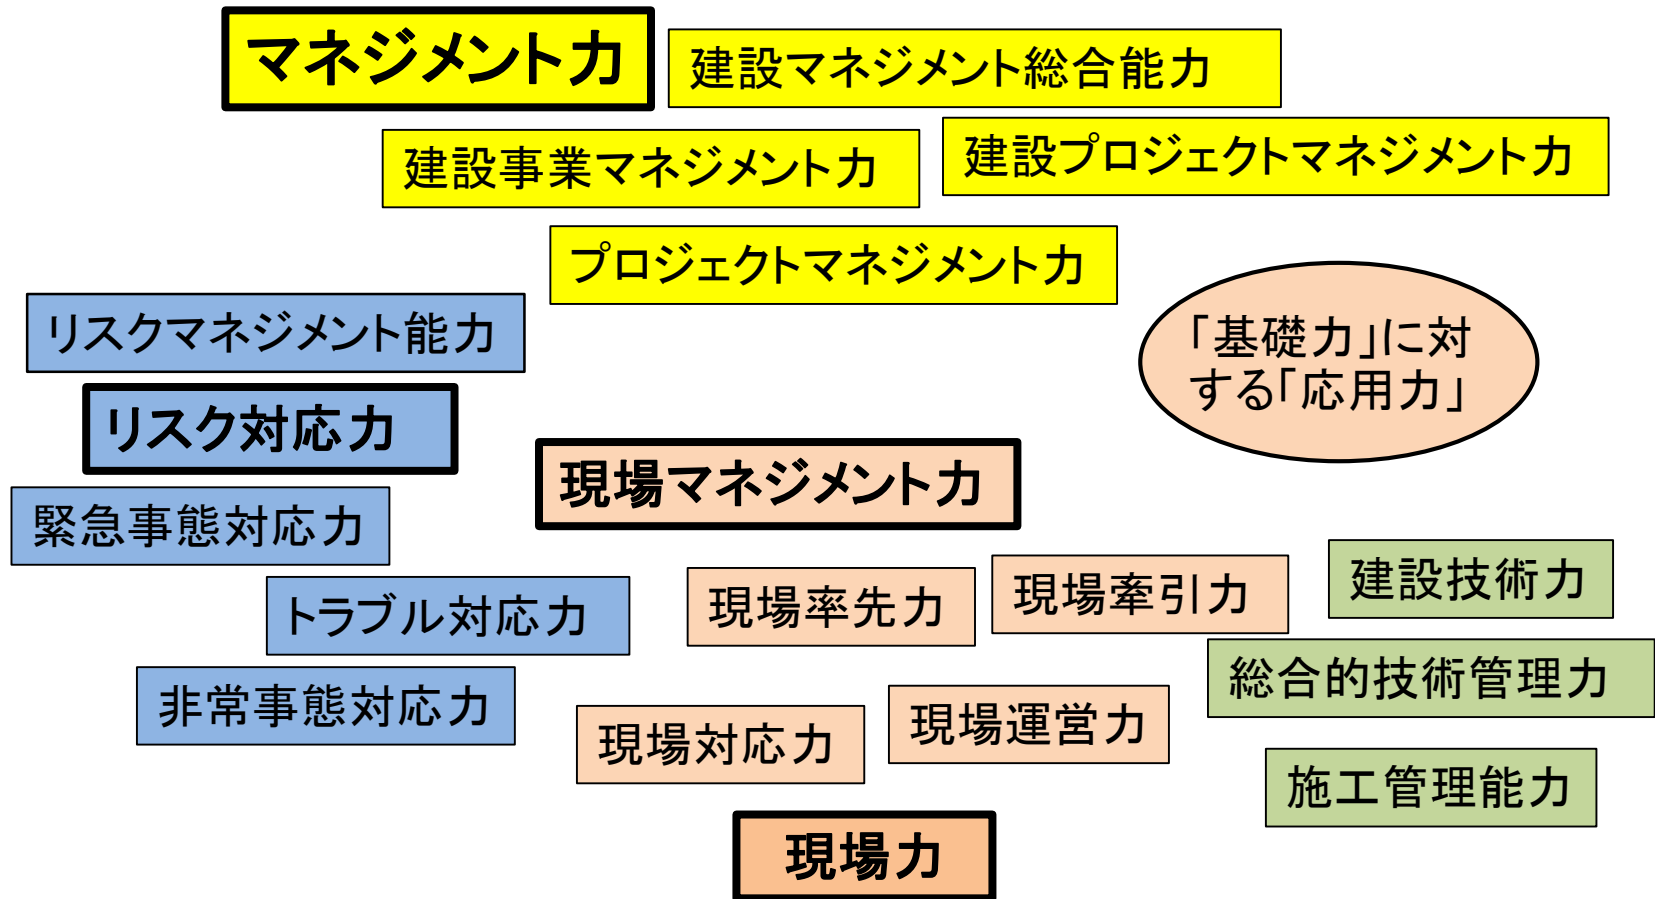 マネジメント力
建設マネジメント総合能力
建設事業マネジメント力
建設プロジェクトマネジメント力
プロジェクトマネジメント力
リスクマネジメント能力
「基礎力」に対
する「応用力」
リスク対応力
現場マネジメント力
緊急事態対応力
トラブル対応力
現場率先力
現場牽引力
建設技術力
総合的技術管理力
非常事態対応力
現場対応力
現場運営力
施工管理能力
現場力